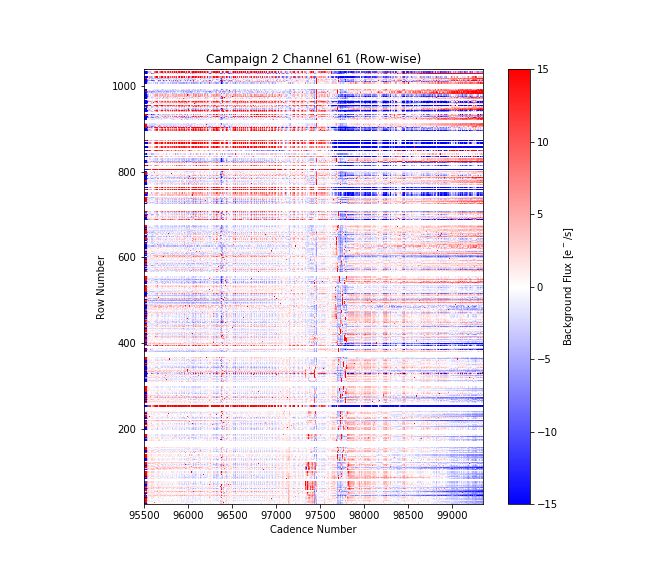 Campaign 2 Channel 61 (Row-wise)
1000
800
600
400
200
Row Number
95500 96000 96500 97000 97500 98000 98500 99000
Cadence Number
15
10
5
0
−5
−10
−15
Background Flux [e⁻/s]